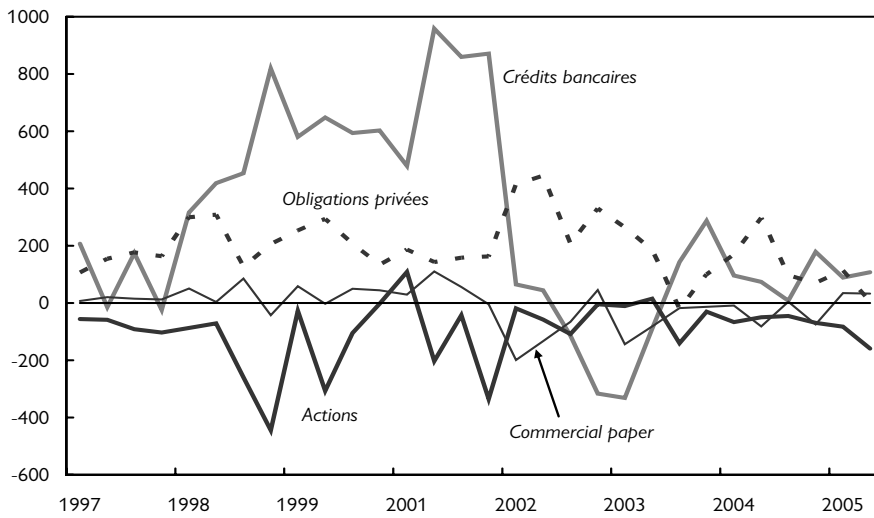 1000
800
600
400
200
0
-200
-400
-600
Crédits bancaires
Obligations privées
Actions
Commercial paper
1997 1998 1999 2001 2002 2003 2004 2005